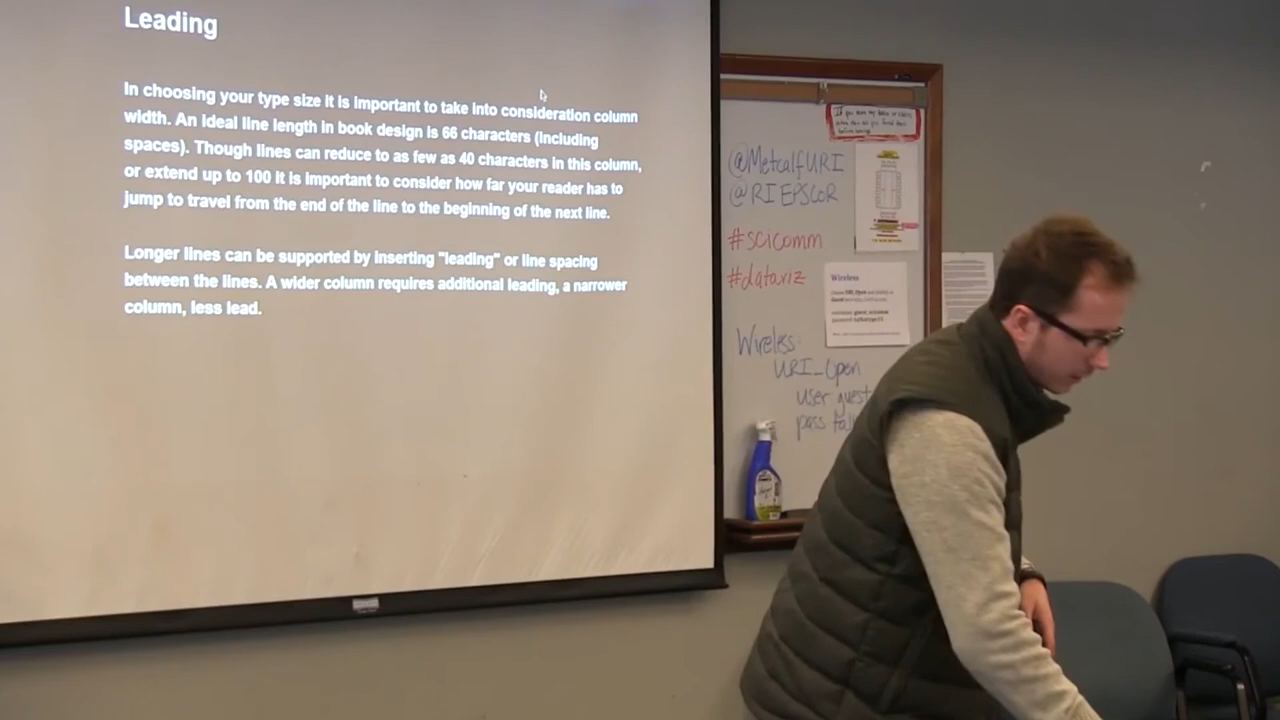 Leading
In choosing your type size it is important to take into consideration column
width. An ideal line length in book design is 66 characters (including
spaces). Though lines can reduce to as few as 40 characters in this column,
or extend up to 100 it is important to consider how far your reader has to
jump to travel from the end of the line to the beginning of the next line.
Longer lines can be supported by inserting "leading" or line spacing
between the lines. A wider column requires additional leading, a narrower
column, less lead.
@MetcalfURI
@RIEPSCoR
#scicomm
#dataviz
Wireless
Wireless:
URI_Open
user: guest
pass